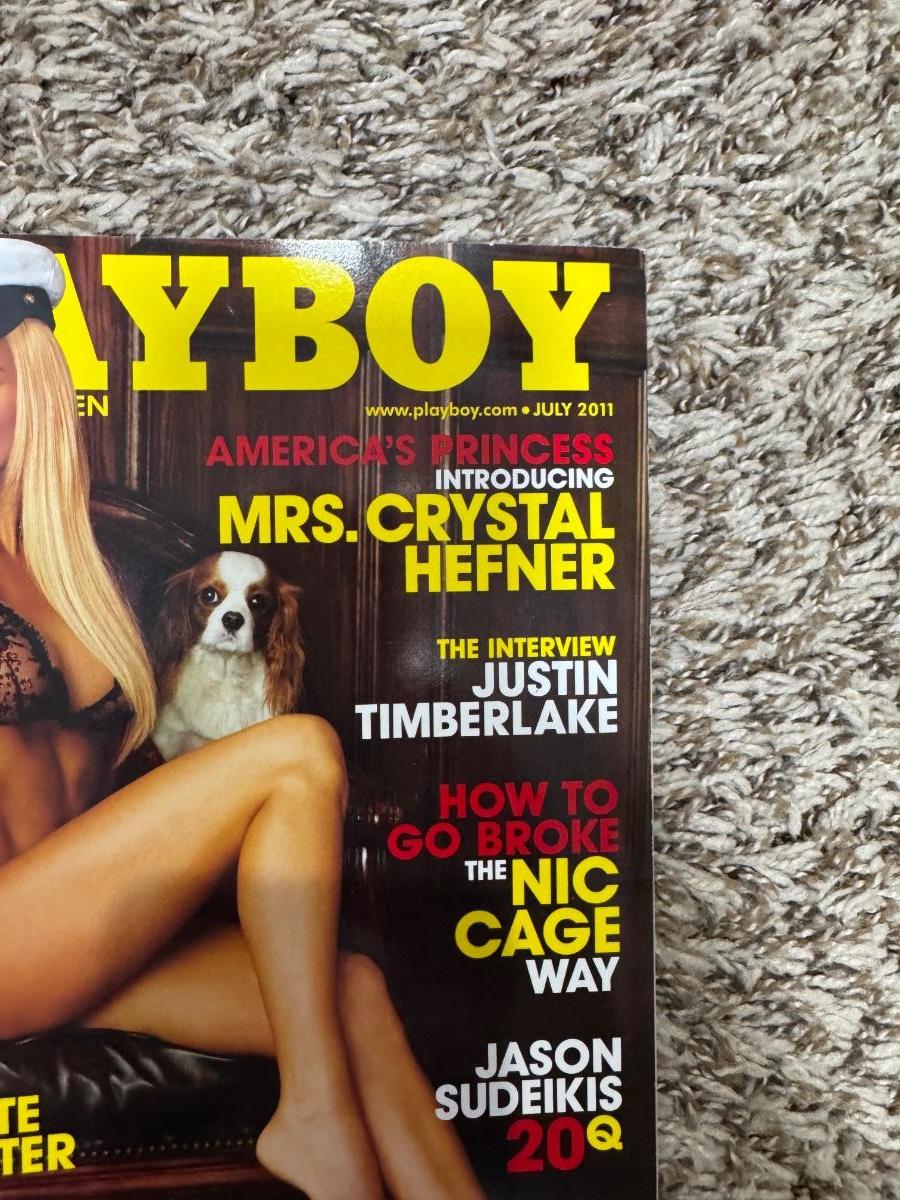 AYBOY
EN
www.playboy.com • JULY 2011
AMERICA'S PRINCESS
INTRODUCING
MRS. CRYSTAL
HEFNER
THE INTERVIEW
JUSTIN
TIMBERLAKE
HOW TO
GO BROKE
THE NIC
CAGE
WAY
JASON
SUDEIKIS
20Q
TE
TER